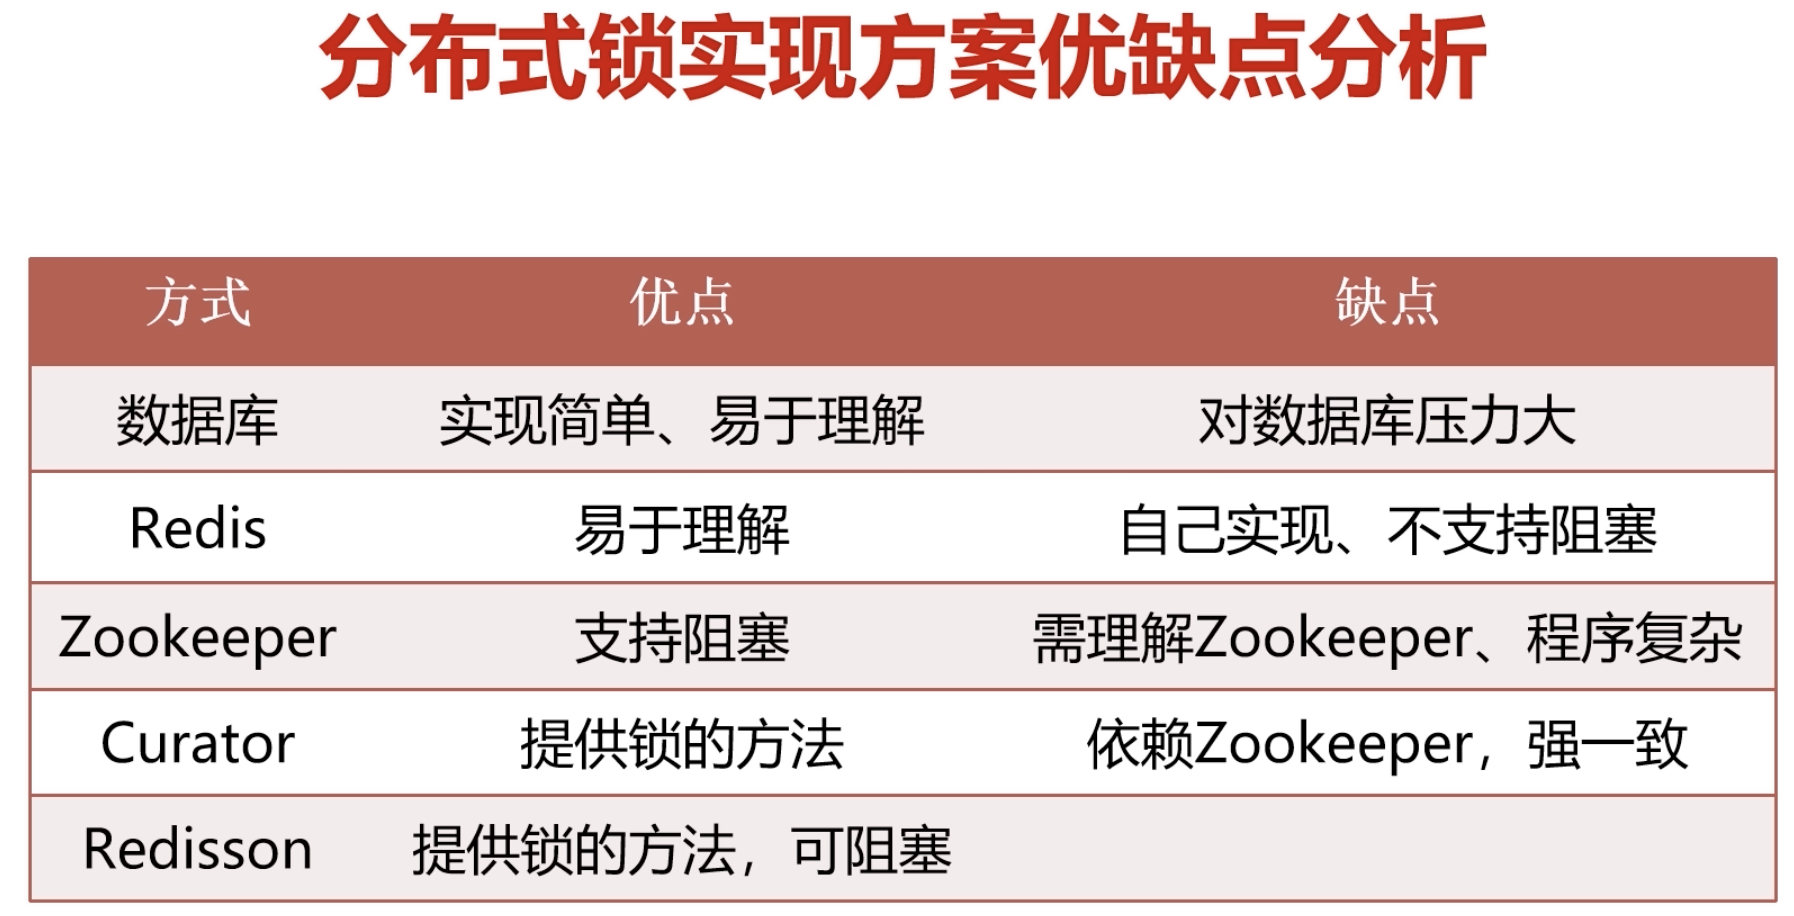 分布式锁实现方案优缺点分析
方式 优点 缺点
数据库 实现简单、易于理解 对数据库压力大
Redis 易于理解 自己实现、不支持阻塞
Zookeeper 支持阻塞 需理解Zookeeper、程序复杂
Curator 提供锁的方法 依赖Zookeeper，强一致
Redisson 提供锁的方法，可阻塞